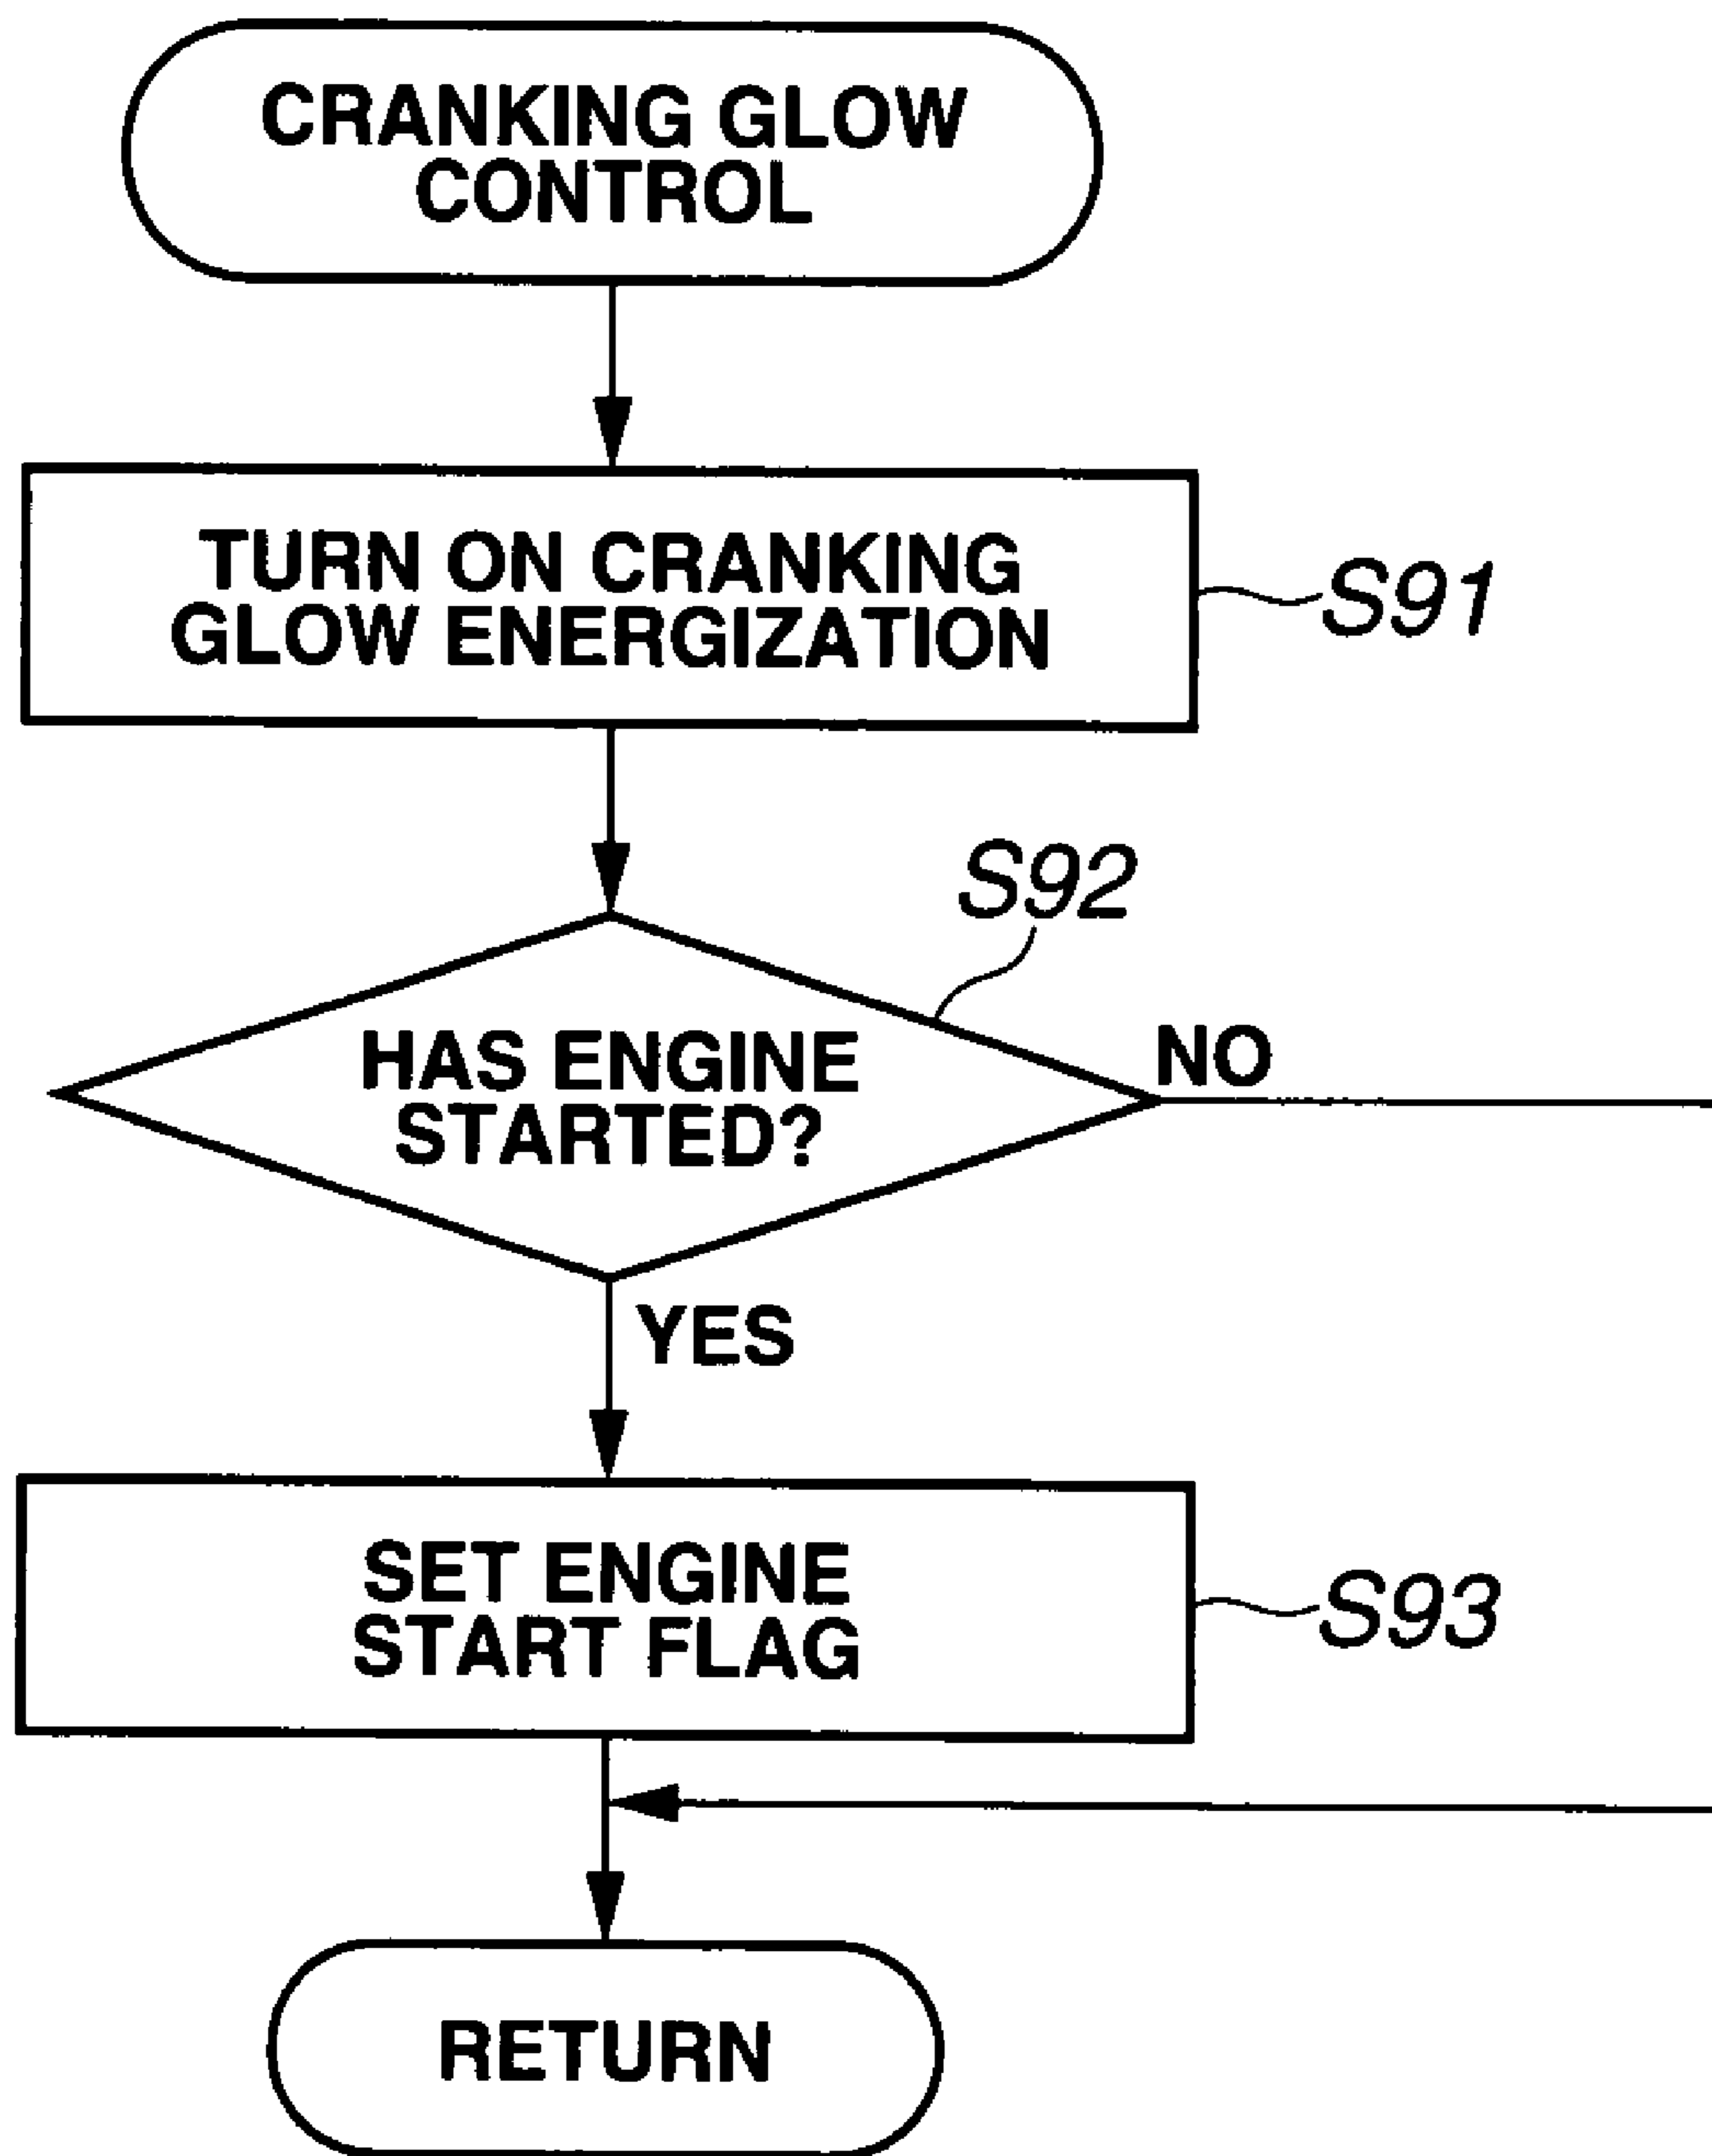 CRANKING GLOW
CONTROL
TURN ON CRANKING
GLOW ENERGIZATION
S91
S92
HAS ENGINE
STARTED?
NO
YES
SET ENGINE
START FLAG
S93
RETURN